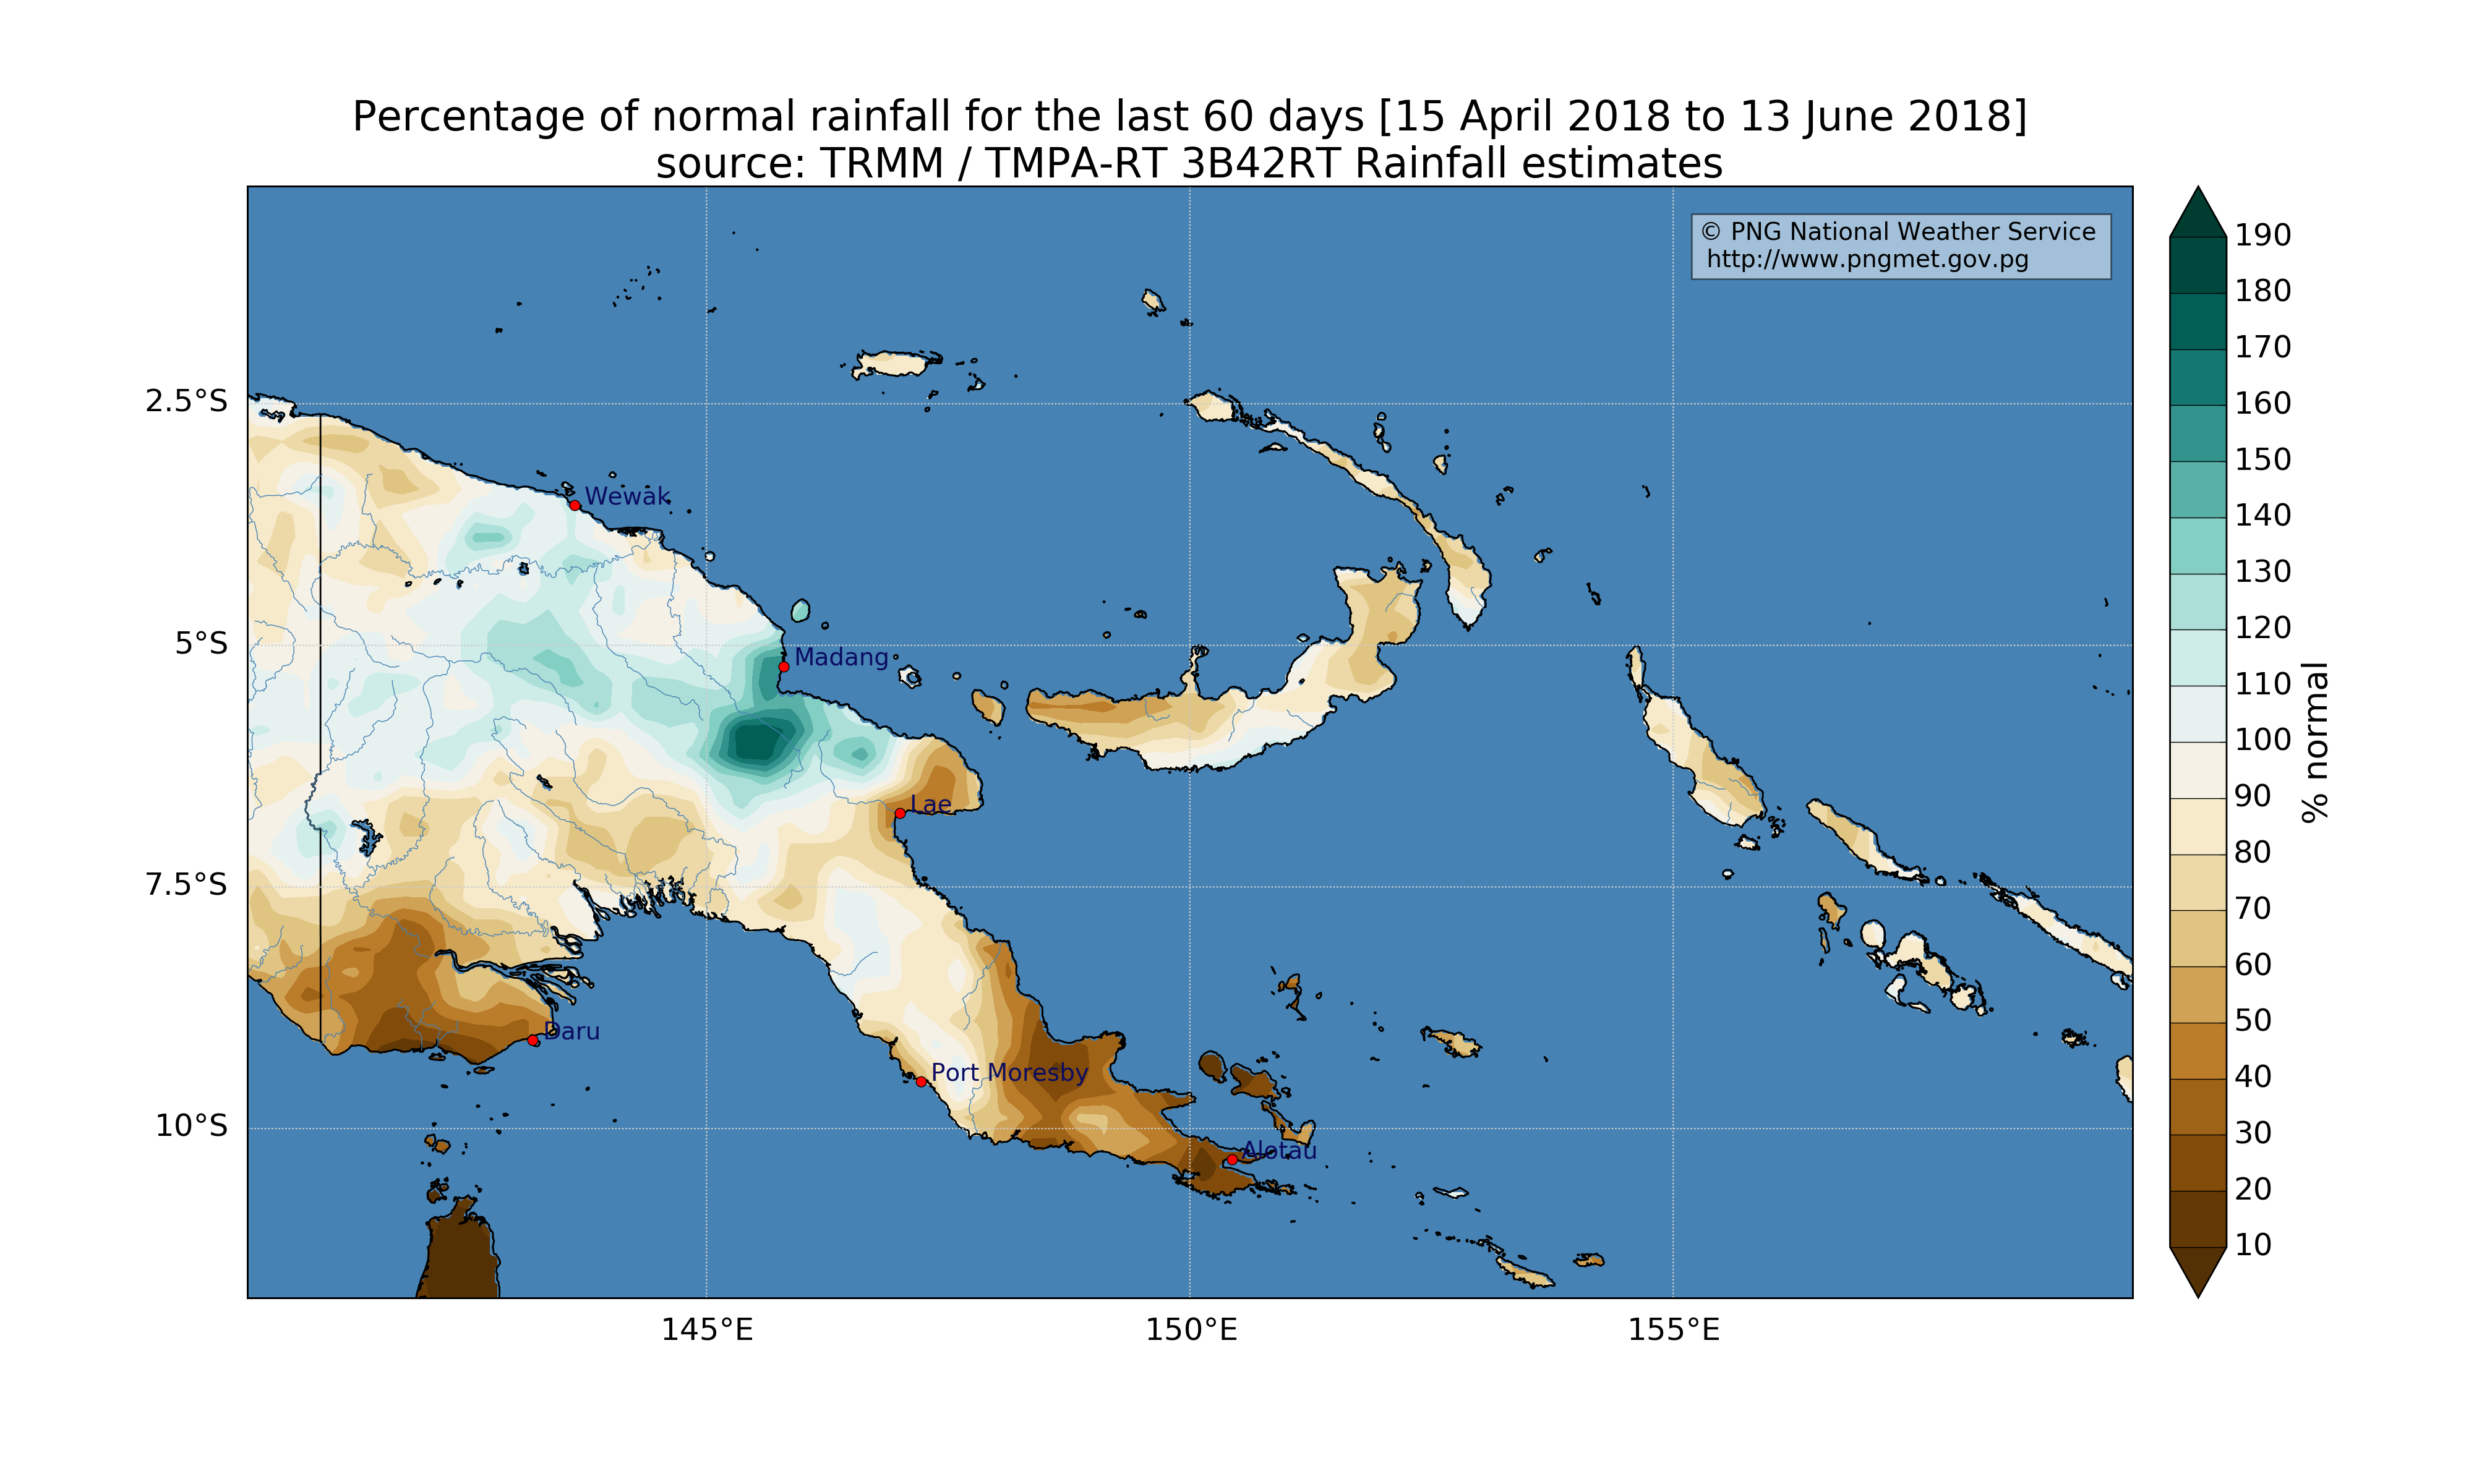 Percentage of normal rainfall for the last 60 days [15 April 2018 to 13 June 2018]
source: TRMM / TMPA-RT 3B42RT Rainfall estimates
© PNG National Weather Service
http://www.pngmet.gov.pg
190
180
170
160
150
140
130
120
110
100
90
80
70
60
50
40
30
20
10
% normal
2.5°S
5°S
7.5°S
10°S
Wewak
Madang
Lae
Daru
Port Moresby
Alotau
145°E
150°E
155°E